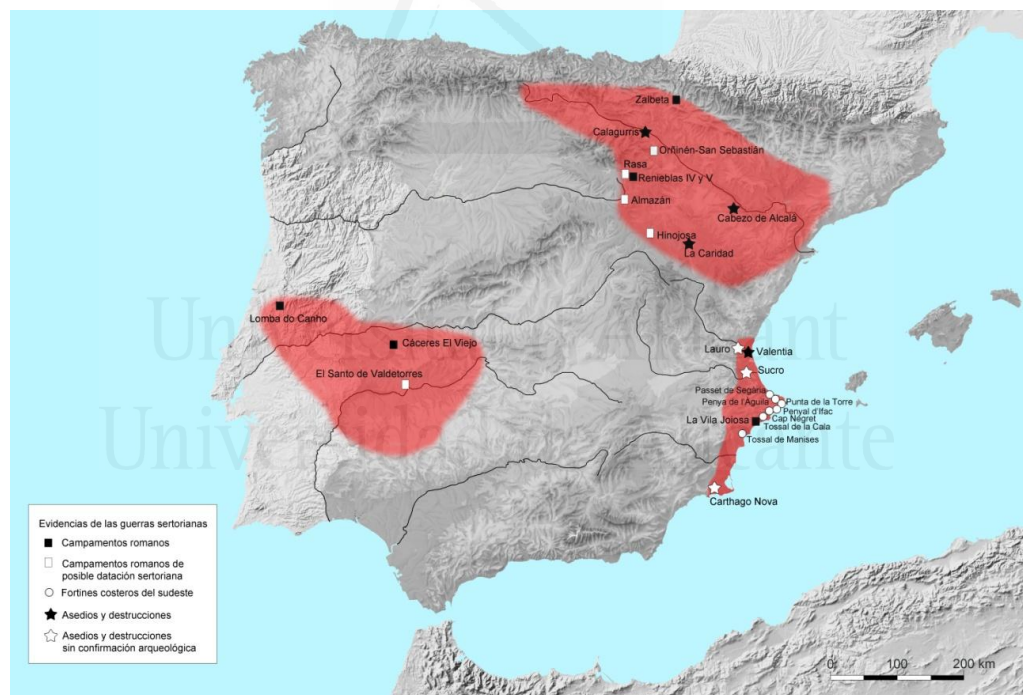 Zalbeta
Calagurris
Orñinén-San Sebastián
Rasa
Renieblas IV y V
Almazán
Cabezo de Alcalá
Hinojosa
La Caridad
Lomba do Canho
Cáceres El Viejo
El Santo de Valdetorres
Lauro
Valentia
Sucro
Passet de Segària
Penya de l'Àguila
Punta de la Torre
Penyal d'Ifac
Cap Negret
La Vila Joiosa
Tossal de la Cala
Tossal de Manises
Carthago Nova
Evidencias de las guerras sertorianas
Campamentos romanos
Campamentos romanos de
posible datación sertoriana
Fortines costeros del sudeste
Asedios y destrucciones
Asedios y destrucciones
sin confirmación arqueológica
0 100 200 km